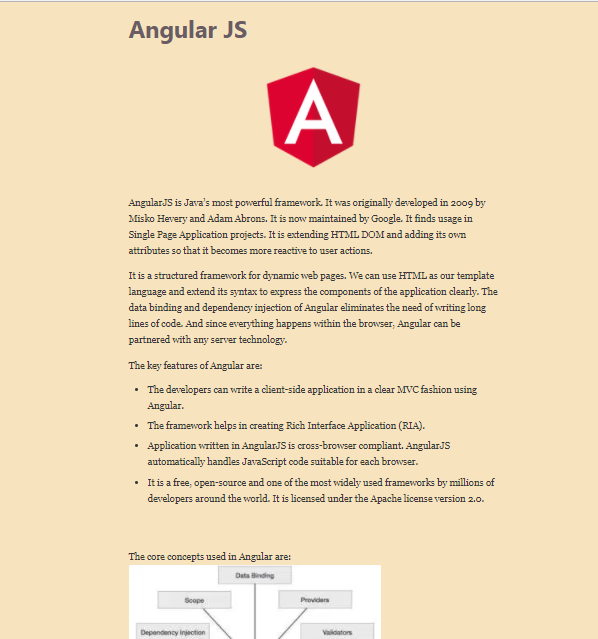 Angular JS
A
AngularJS is Java's most powerful framework. It was originally developed in 2009 by
Misko Hevery and Adam Abrons. It is now maintained by Google. It finds usage in
Single Page Application projects. It is extending HTML DOM and adding its own
attributes so that it becomes more reactive to user actions.
It is a structured framework for dynamic web pages. We can use HTML as our template
language and extend its syntax to express the components of the application clearly. The
data binding and dependency injection of Angular eliminates the need of writing long
lines of code. And since everything happens within the browser, Angular can be
partnered with any server technology.
The key features of Angular are:
• The developers can write a client-side application in a clear MVC fashion using
Angular.
• The framework helps in creating Rich Interface Application (RIA).
• Application written in AngularJS is cross-browser compliant. AngularJS
automatically handles JavaScript code suitable for each browser.
• It is a free, open-source and one of the most widely used frameworks by millions of
developers around the world. It is licensed under the Apache license version 2.0.
The core concepts used in Angular are:
Data Binding
Scope
Providers
Dependency Injection
Validators